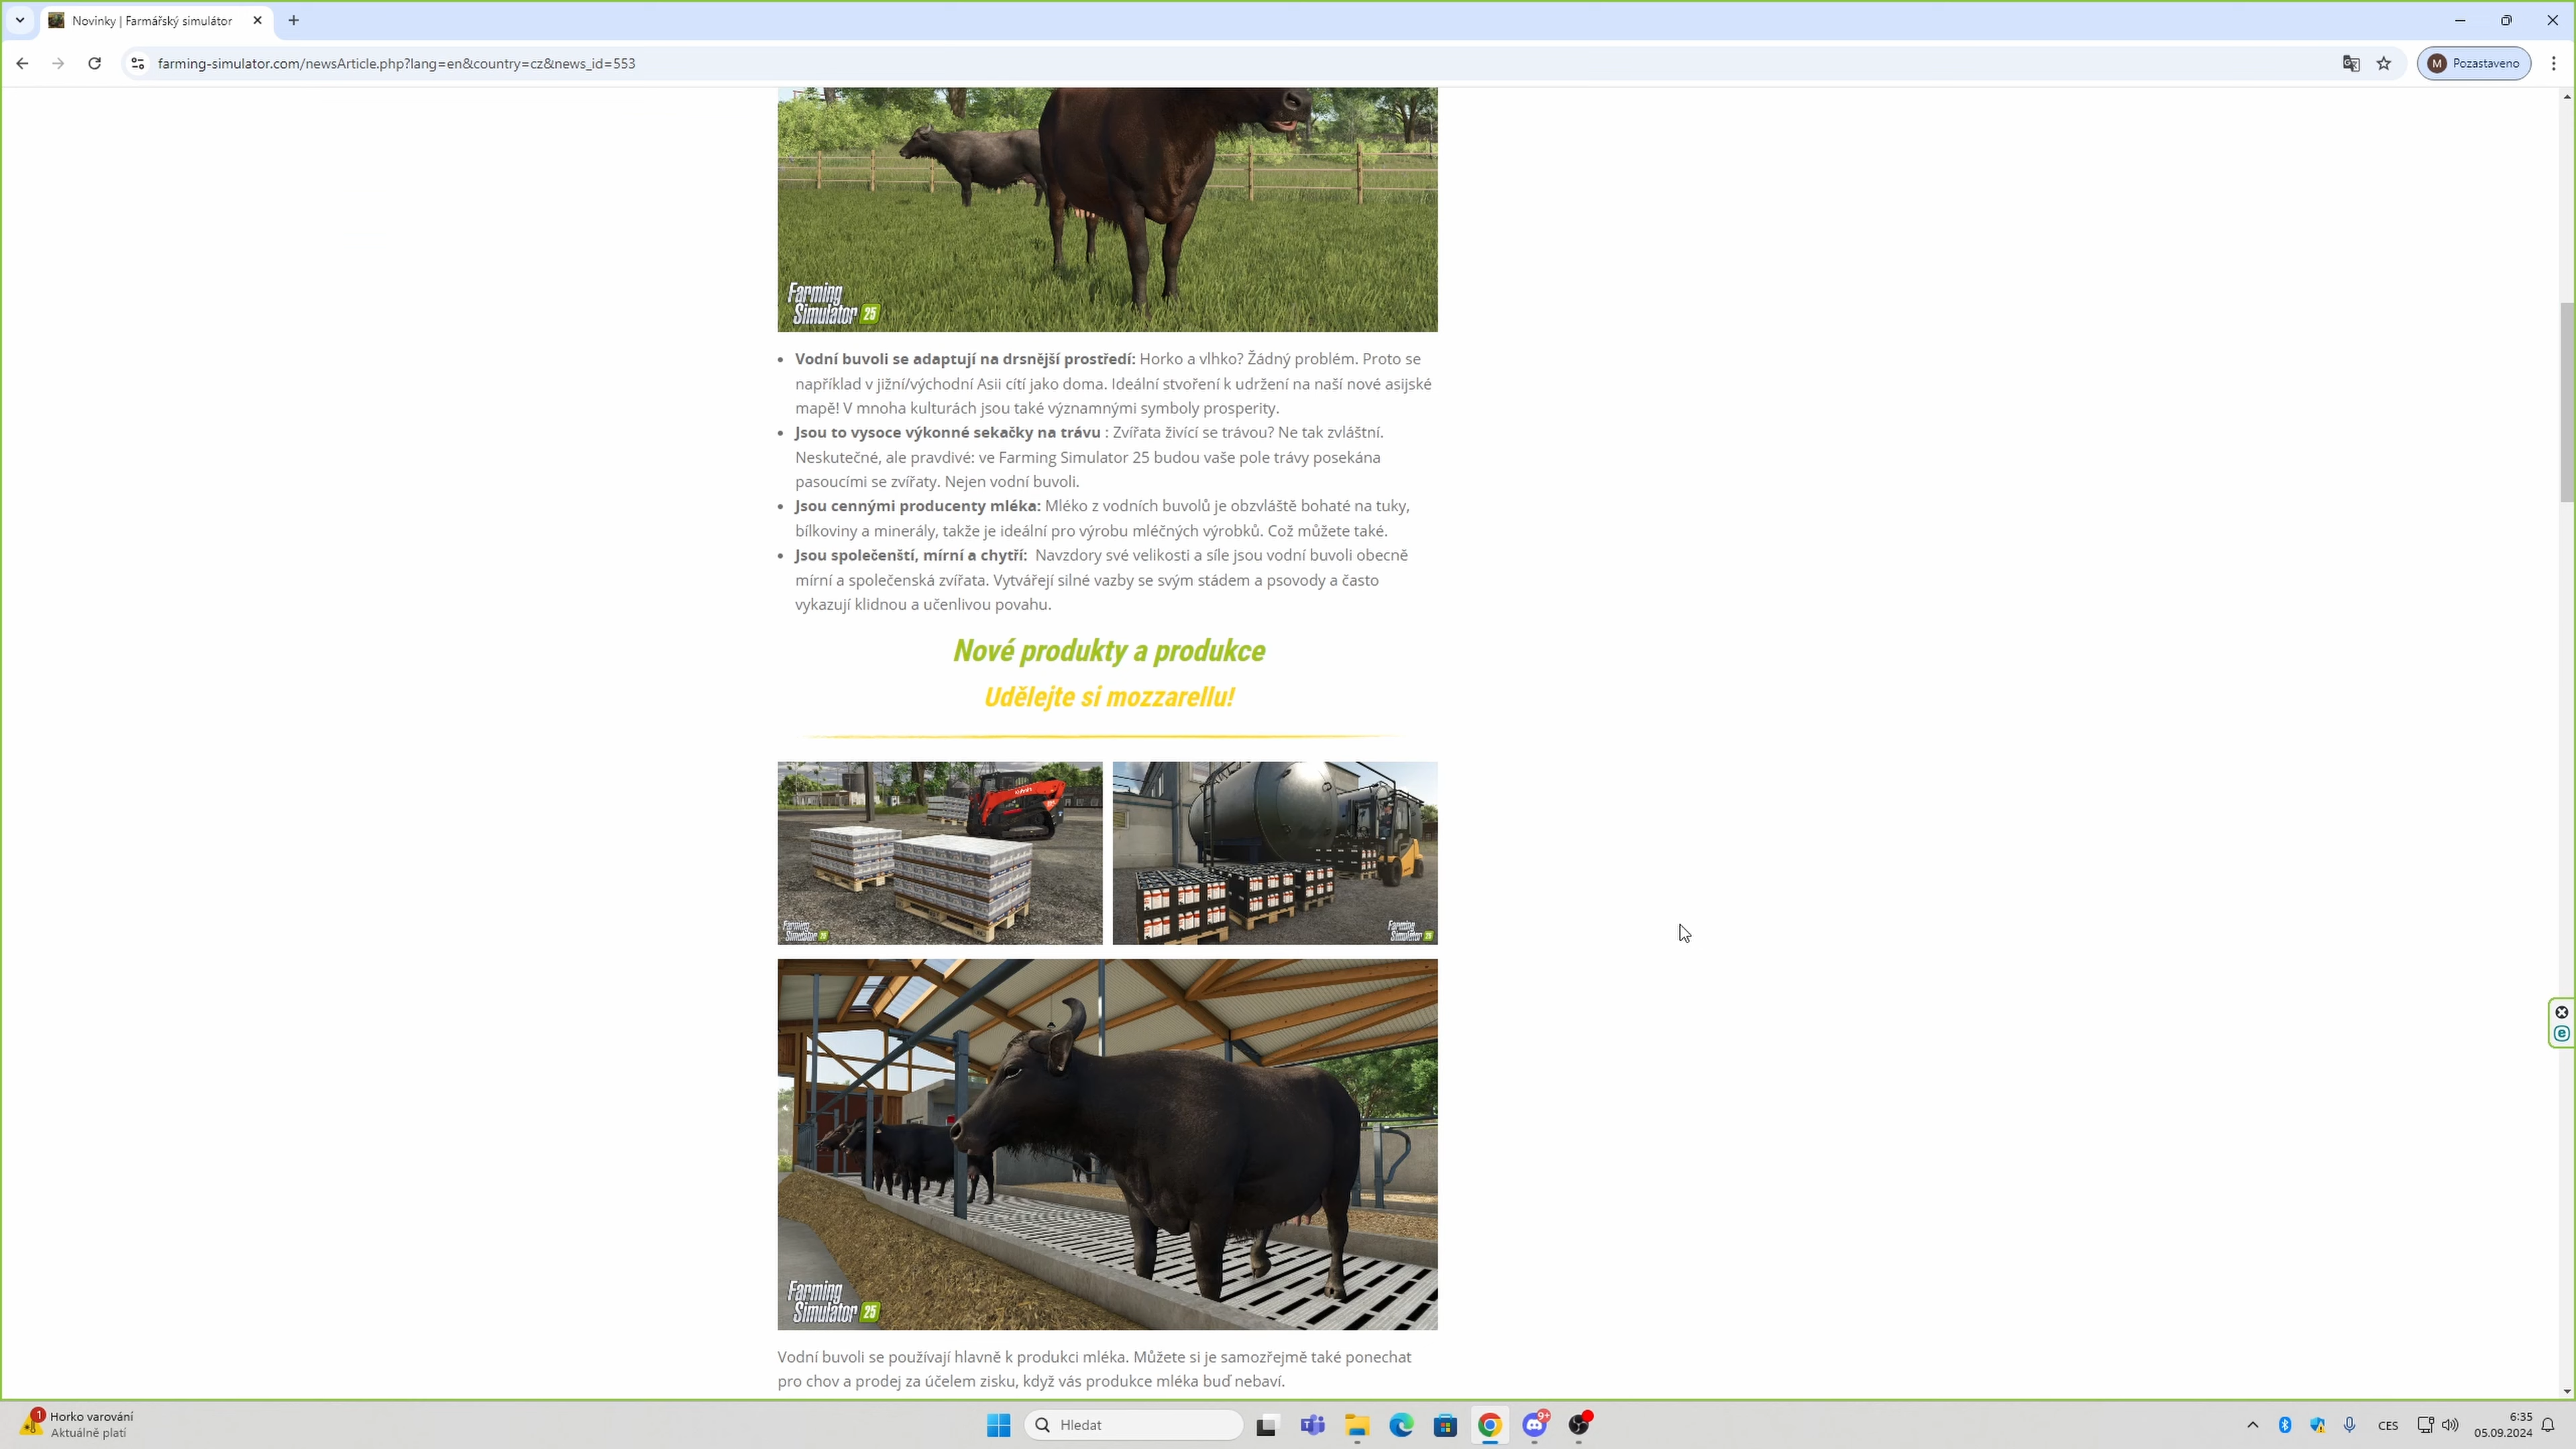 Novinky | Farmářský simulátor
farming-simulator.com/newsArticle.php?lang=en&country=cz&news_id=553
M Pozastaveno
Farming
Simulator 25
• Vodní buvoli se adaptují na drsnější prostředí: Horko a vlhko? Žádný problém. Proto se
například v jižní/východní Asii cítí jako doma. Ideální stvoření k udržení na naší nové asijské
mapě! V mnoha kulturách jsou také významnými symboly prosperity.
• Jsou to vysoce výkonné sekačky na trávu : Zvířata živící se trávou? Ne tak zvláštní.
Neskutečné, ale pravdivé: ve Farming Simulator 25 budou vaše pole trávy posekána
pasoucími se zvířaty. Nejen vodní buvoli.
• Jsou cennými producenty mléka: Mléko z vodních buvolů je obzvláště bohaté na tuky,
bílkoviny a minerály, takže je ideální pro výrobu mléčných výrobků. Což můžete také.
• Jsou společenští, mírní a chytří:  Navzdory své velikosti a síle jsou vodní buvoli obecně
mírní a společenská zvířata. Vytvářejí silné vazby se svým stádem a psovody a často
vykazují klidnou a učenlivou povahu.
Nové produkty a produkce
Udělejte si mozzarellu!
Kubota
Farming
Simulator 25
Farming
Simulator 25
Farming
Simulator 25
Vodní buvoli se používají hlavně k produkci mléka. Můžete si je samozřejmě také ponechat
pro chov a prodej za účelem zisku, když vás produkce mléka buď nebaví.
1
Horko varování
Aktuálně platí
Hledat
9+
CES
6:35
05.09.2024